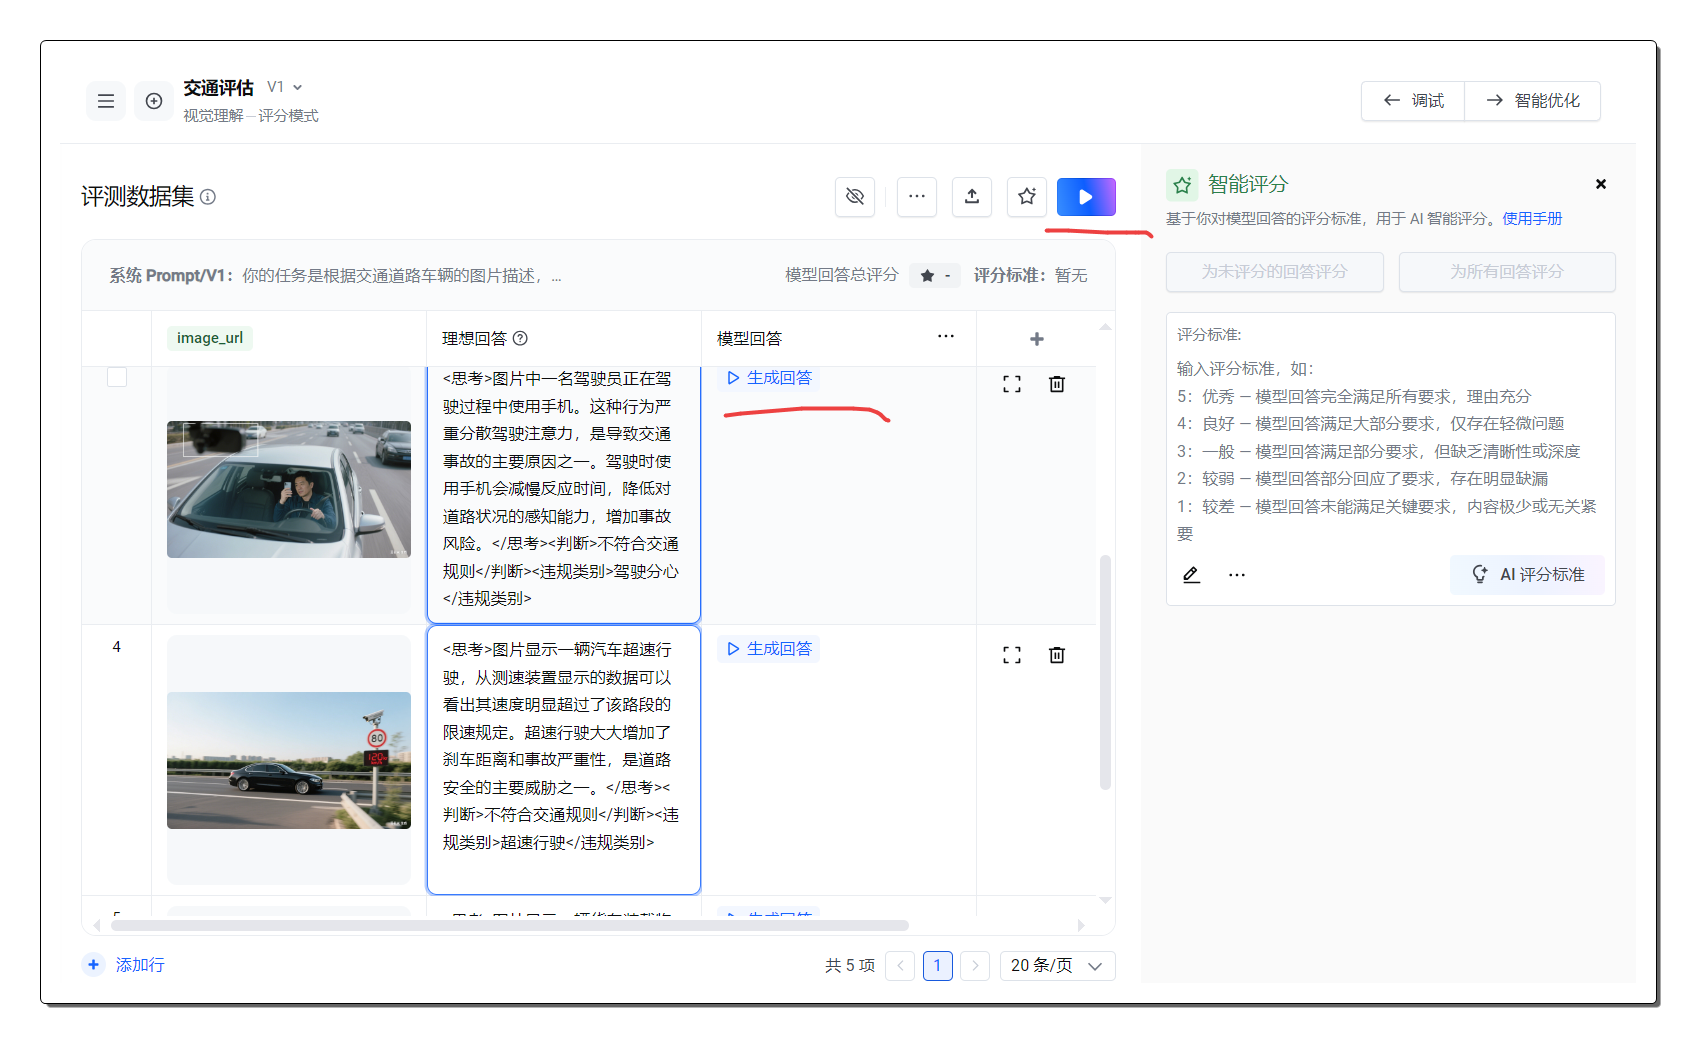 交通评估 V1
视觉理解 – 评分模式
调试
智能优化
评测数据集
系统 Prompt/V1：你的任务是根据交通道路车辆的图片描述，...
模型回答总评分 ★ -
评分标准：暂无
image_url
理想回答
模型回答
...
+
<思考>图片中一名驾驶员正在驾
驶过程中使用手机。这种行为严
重分散驾驶注意力，是导致交通
事故的主要原因之一。驾驶时使
用手机会减慢反应时间，降低对
道路状况的感知能力，增加事故
风险。</思考><判断>不符合交通
规则</判断><违规类别>驾驶分心
</违规类别>
生成回答
4
80
120
<思考>图片显示一辆汽车超速行
驶，从测速装置显示的数据可以
看出其速度明显超过了该路段的
限速规定。超速行驶大大增加了
刹车距离和事故严重性，是道路
安全的主要威胁之一。</思考><
判断>不符合交通规则</判断><违
规类别>超速行驶</违规类别>
生成回答
5
<思考>图片显示一辆货车装载物
生成回答
添加行
共 5 项
1
20 条/页
智能评分
基于你对模型回答的评分标准，用于 AI 智能评分。使用手册
为未评分的回答评分
为所有回答评分
评分标准:
输入评分标准，如：
5：优秀 – 模型回答完全满足所有要求，理由充分
4：良好 – 模型回答满足大部分要求，仅存在轻微问题
3：一般 – 模型回答满足部分要求，但缺乏清晰性或深度
2：较弱 – 模型回答部分回应了要求，存在明显缺漏
1：较差 – 模型回答未能满足关键要求，内容极少或无关紧
要
...
AI 评分标准